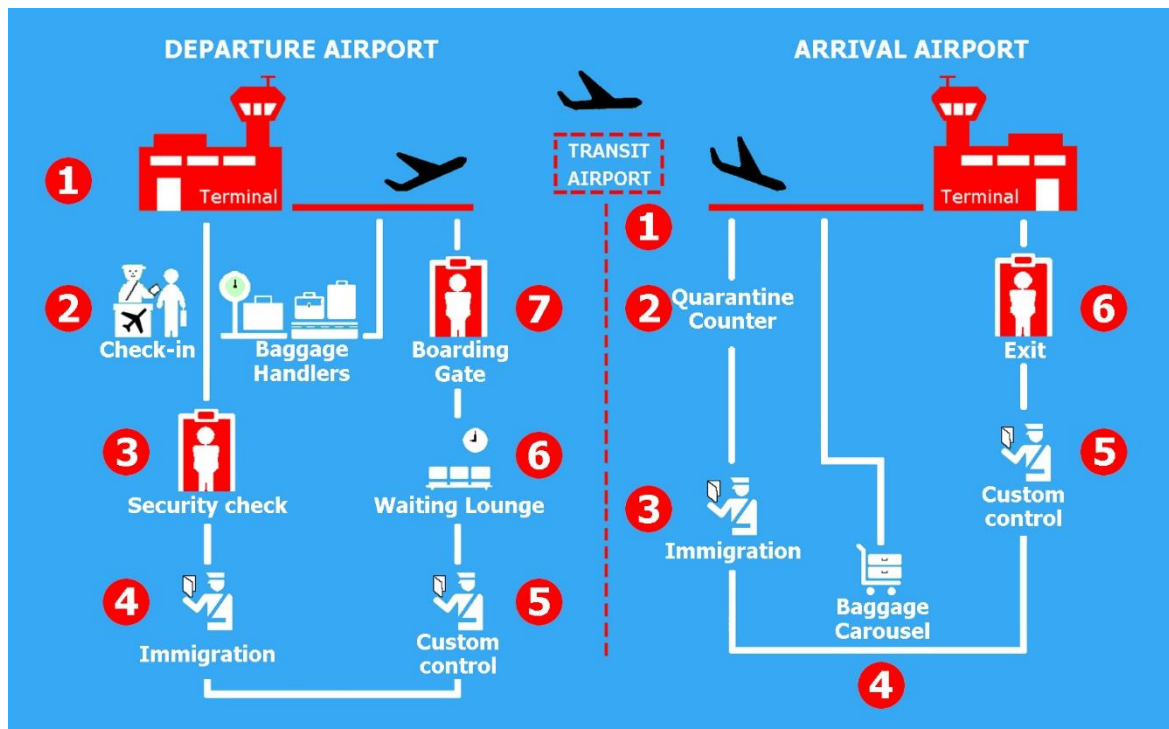 DEPARTURE AIRPORT
1
Terminal
2
Check-in
Baggage
Handlers
3
Security check
4
Immigration
5
Custom
control
6
Waiting Lounge
7
Boarding
Gate
TRANSIT
AIRPORT
ARRIVAL AIRPORT
Terminal
1
2
Quarantine
Counter
3
Immigration
4
Baggage
Carousel
5
Custom
control
6
Exit